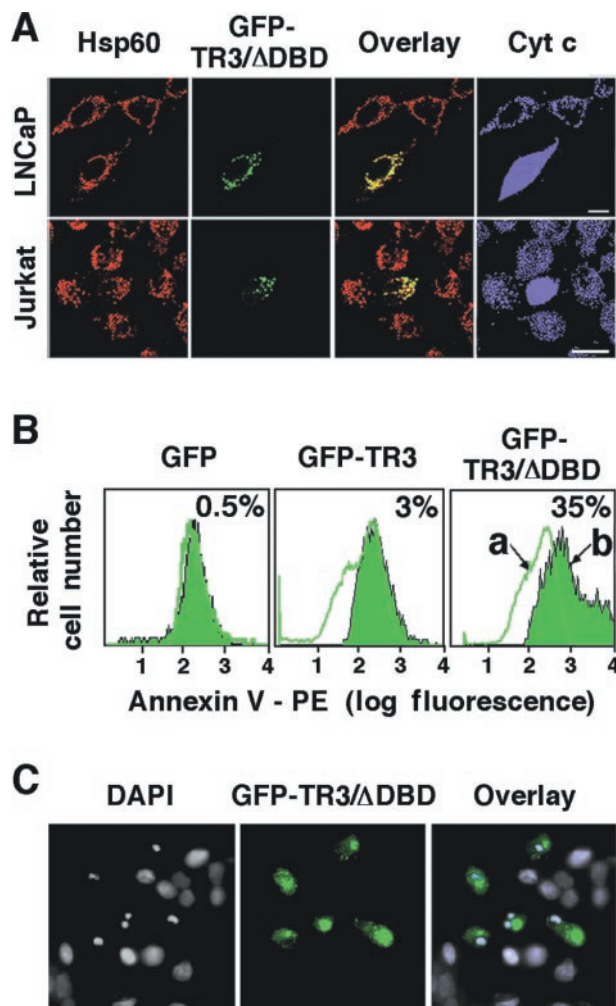 A
Hsp60
GFP-
TR3/ΔDBD
Overlay
Cyt c
LNCaP
Jurkat
B
GFP
GFP-TR3
GFP-
TR3/ΔDBD
Relative
cell number
0.5%
3%
35%
a
b
1 2 3 4
1 2 3 4
1 2 3 4
Annexin V - PE (log fluorescence)
C
DAPI
GFP-TR3/ΔDBD
Overlay